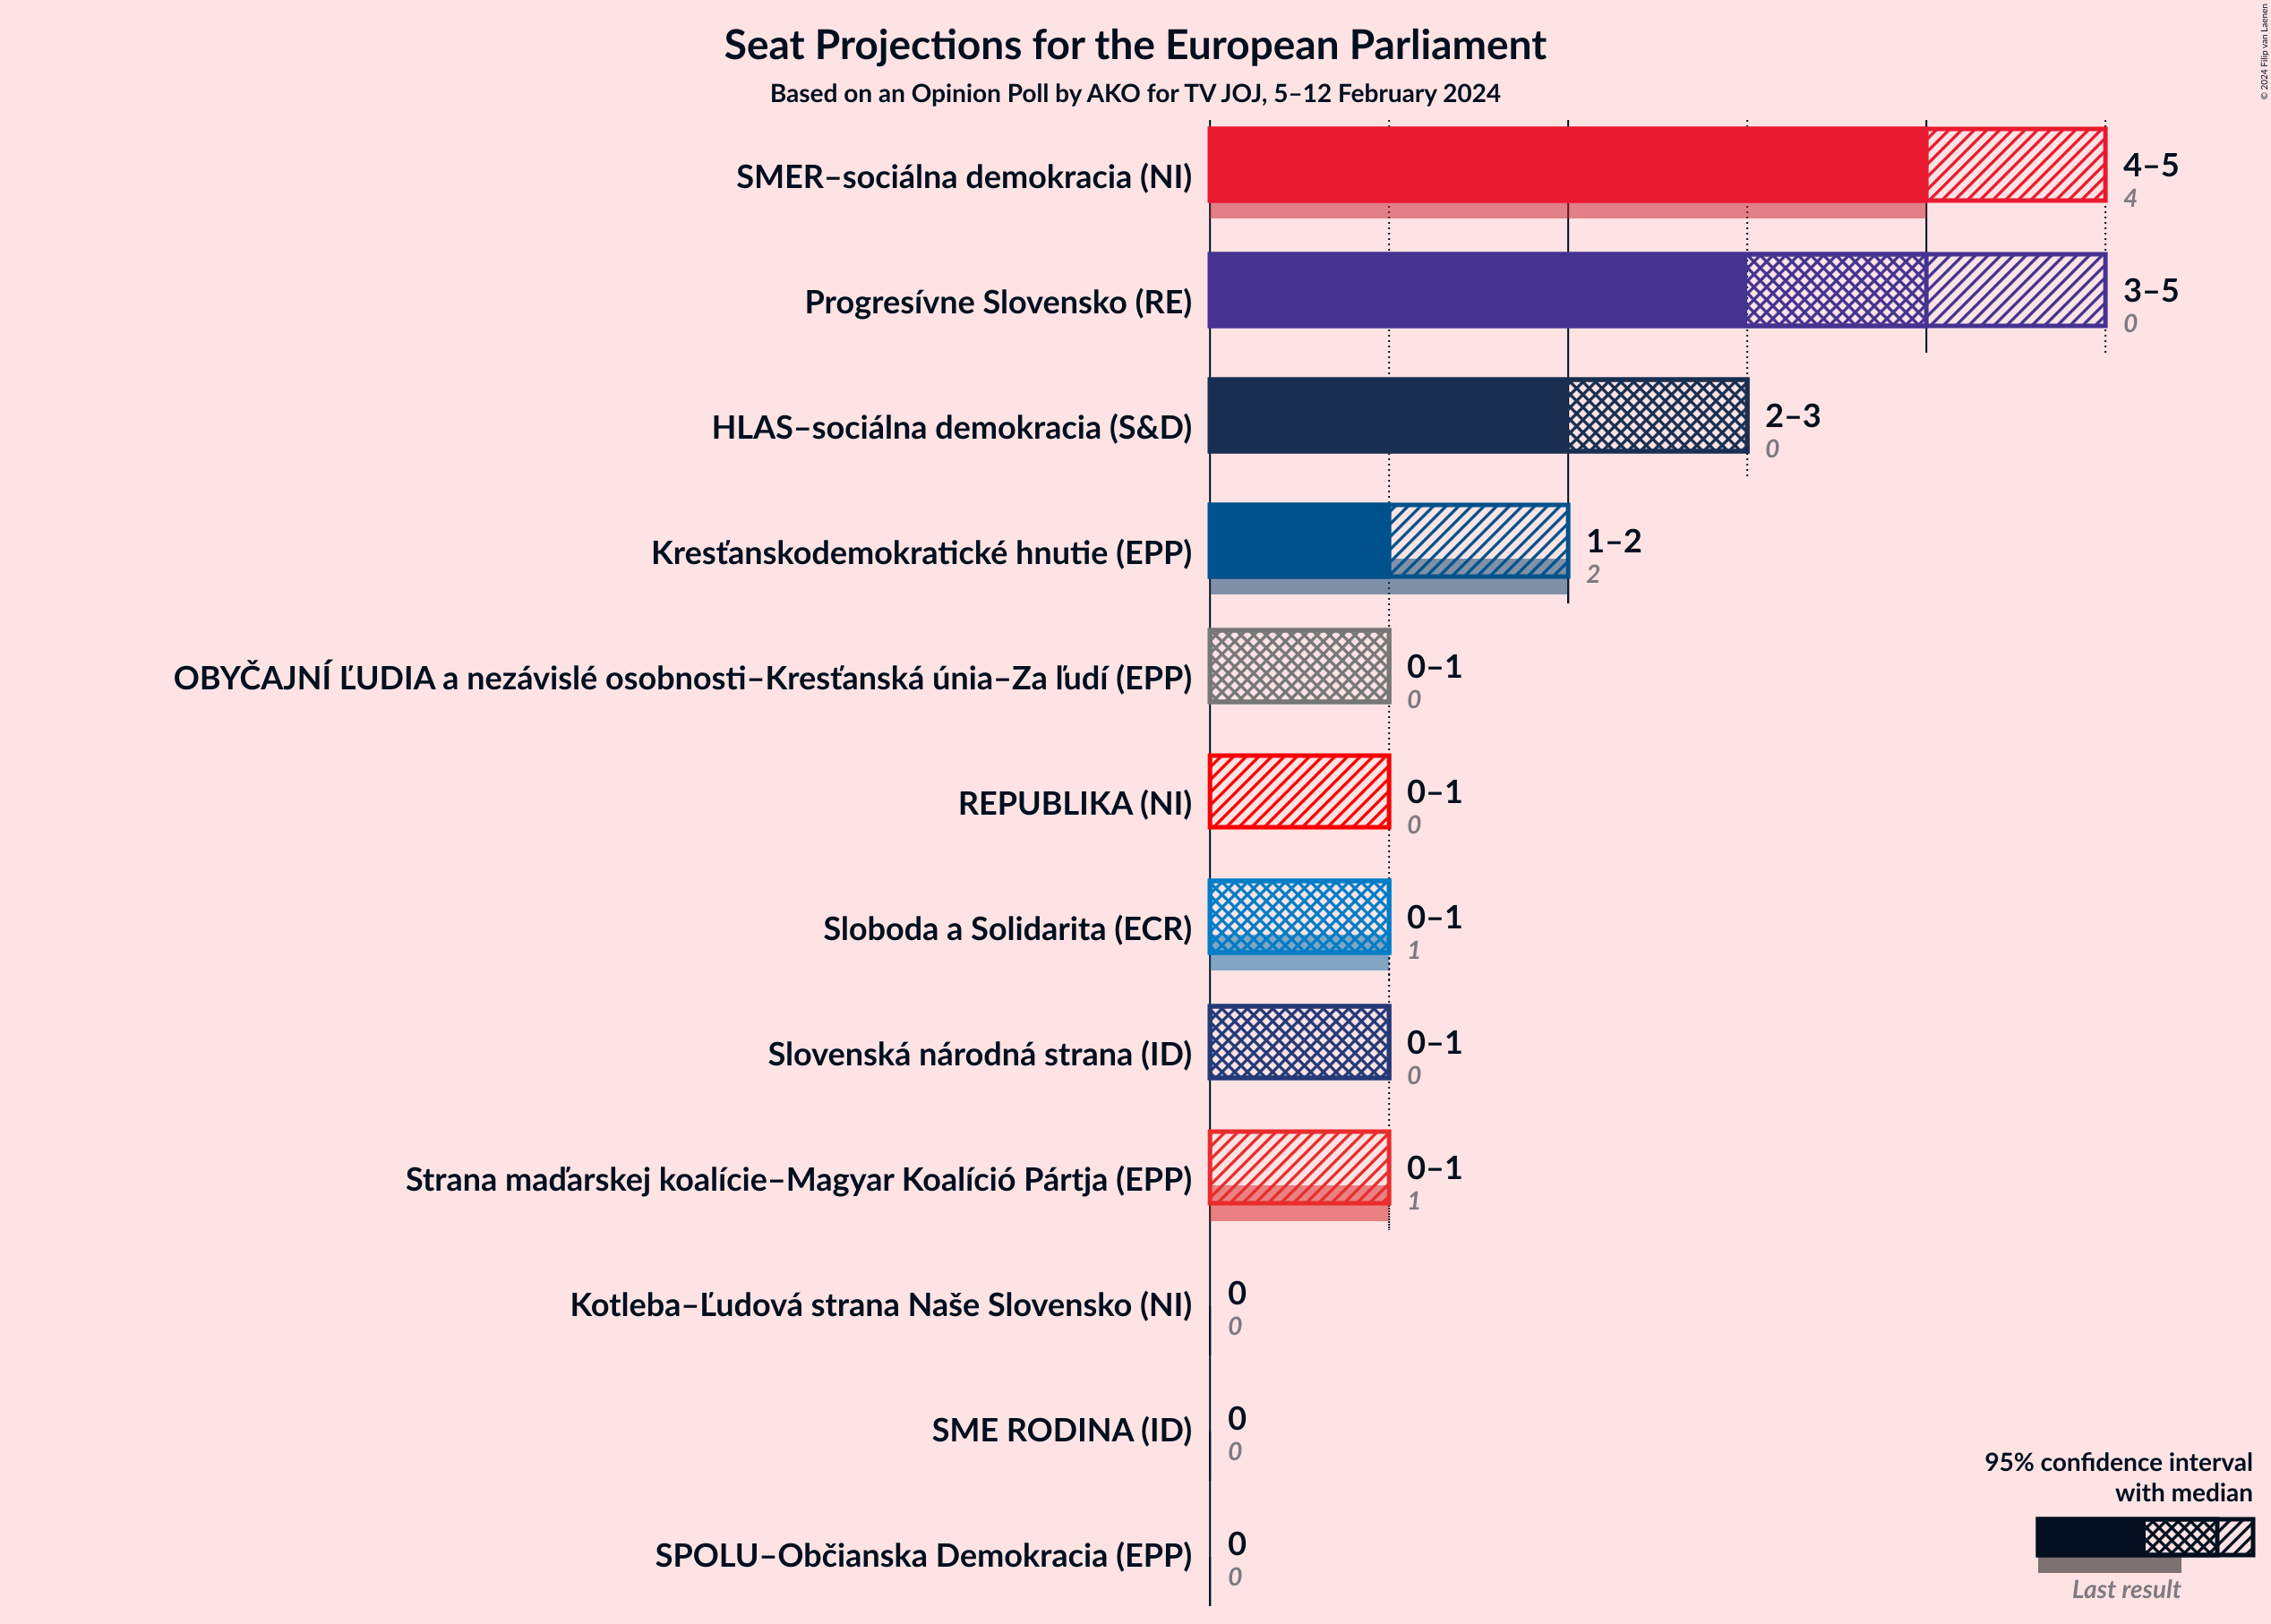 Seat Projections for the European Parliament
Based on an Opinion Poll by AKO for TV JOJ, 5–12 February 2024
© 2024 Filip van Laenen
SMER–sociálna demokracia (NI)
4–5
4
Progresívne Slovensko (RE)
3–5
0
HLAS–sociálna demokracia (S&D)
2–3
0
Kresťanskodemokratické hnutie (EPP)
1–2
2
OBYČAJNÍ ĽUDIA a nezávislé osobnosti–Kresťanská únia–Za ľudí (EPP)
0–1
0
REPUBLIKA (NI)
0–1
0
Sloboda a Solidarita (ECR)
0–1
1
Slovenská národná strana (ID)
0–1
0
Strana maďarskej koalície–Magyar Koalíció Pártja (EPP)
0–1
1
Kotleba–Ľudová strana Naše Slovensko (NI)
0
0
SME RODINA (ID)
0
0
SPOLU–Občianska Demokracia (EPP)
0
0
95% confidence interval
with median
Last result